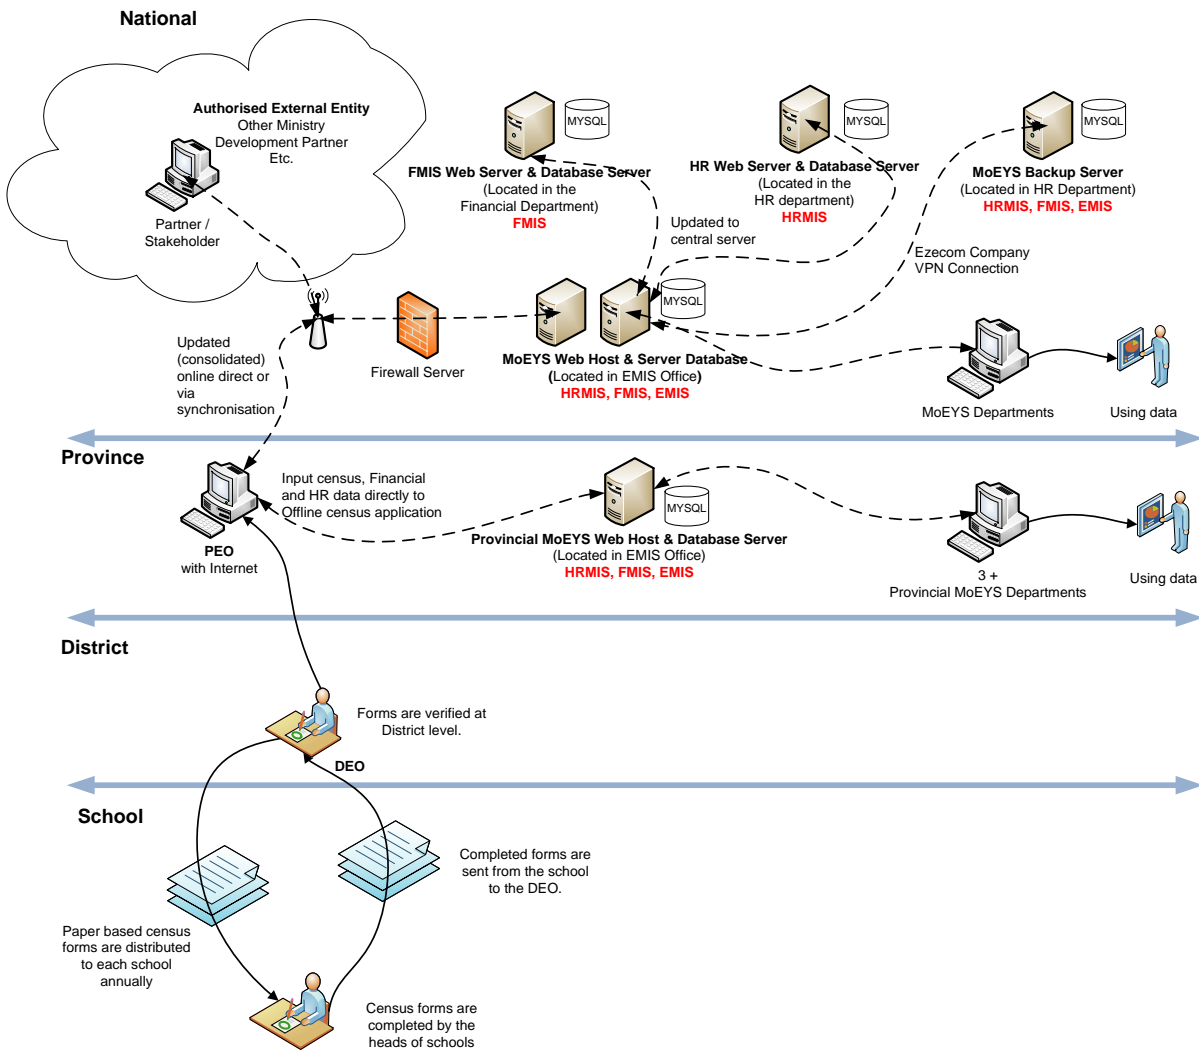 National
Authorised External Entity
Other Ministry
Development Partner
Etc.
Partner /
Stakeholder
MYSQL
FMIS Web Server & Database Server
(Located in the
Financial Department)
FMIS
MYSQL
HR Web Server & Database Server
(Located in the
HR department)
HRMIS
MYSQL
MoEYS Backup Server
(Located in HR Department)
HRMIS, FMIS, EMIS
Updated to
central server
Ezecom Company
VPN Connection
Updated
(consolidated)
online direct or
via
synchronisation
Firewall Server
MYSQL
MoEYS Web Host & Server Database
(Located in EMIS Office)
HRMIS, FMIS, EMIS
MoEYS Departments
Using data
Province
PEO
with Internet
Input census, Financial
and HR data directly to
Offline census application
MYSQL
Provincial MoEYS Web Host & Database Server
(Located in EMIS Office)
HRMIS, FMIS, EMIS
3 +
Provincial MoEYS Departments
Using data
District
Forms are verified at
District level.
DEO
School
Completed forms are
sent from the school
to the DEO.
Paper based census
forms are distributed
to each school
annually
Census forms are
completed by the
heads of schools